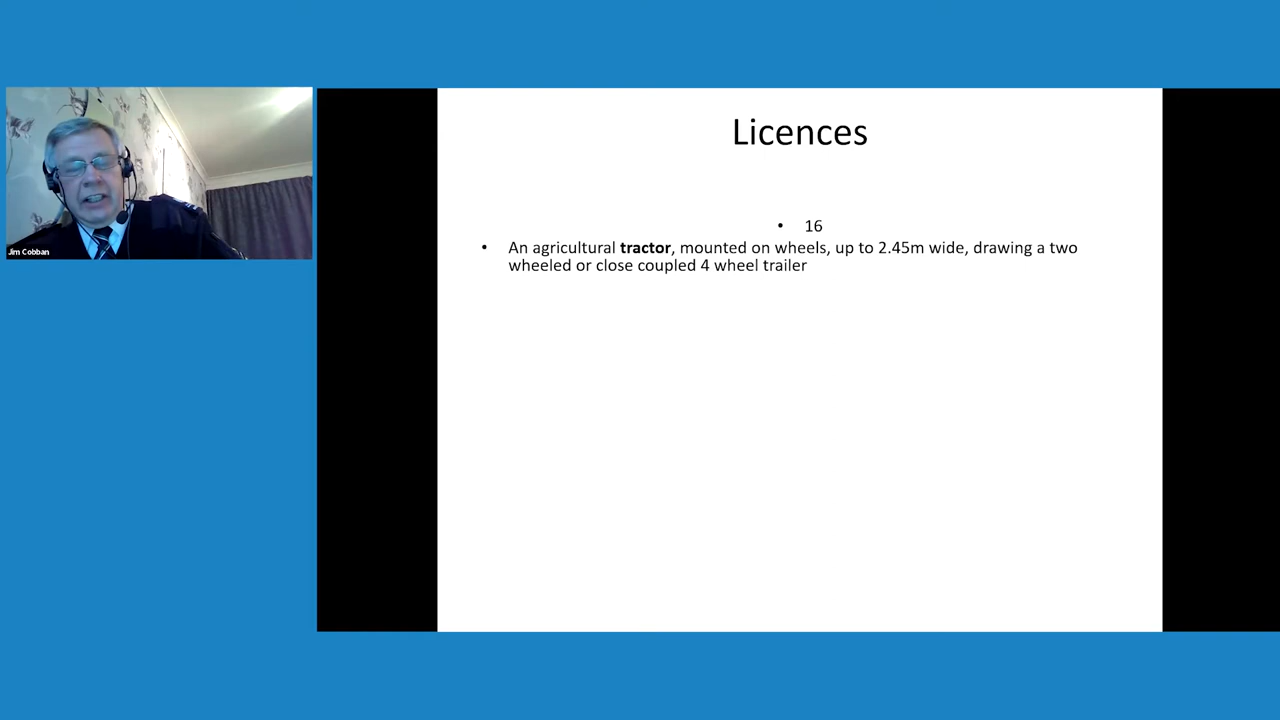 Licences
Jim Cobban
• 16
• An agricultural tractor, mounted on wheels, up to 2.45m wide, drawing a two
wheeled or close coupled 4 wheel trailer